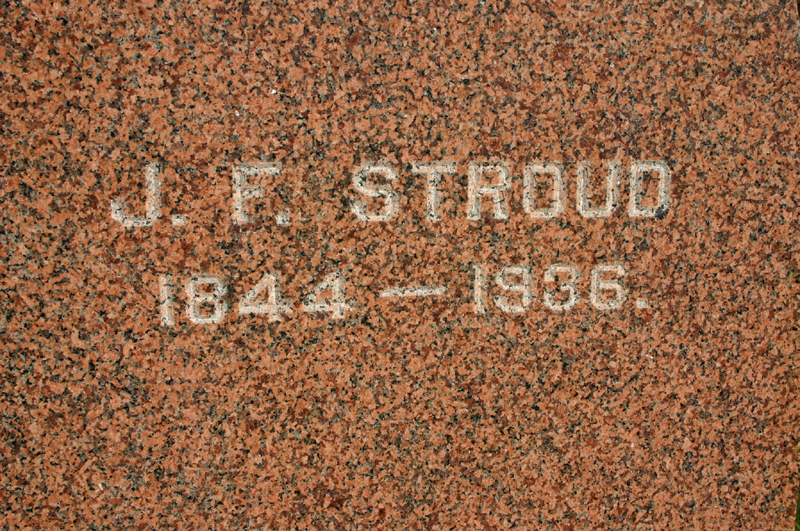 J. F. STROUD
1844 — 1936.